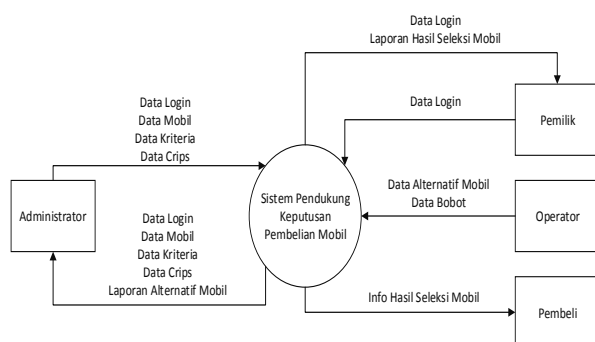 Data Login
Laporan Hasil Seleksi Mobil
Data Login
Pemilik
Data Login
Data Mobil
Data Kriteria
Data Crips
Administrator
Data Login
Data Mobil
Data Kriteria
Data Crips
Laporan Alternatif Mobil
Sistem Pendukung
Keputusan
Pembelian Mobil
Data Alternatif Mobil
Data Bobot
Operator
Info Hasil Seleksi Mobil
Pembeli